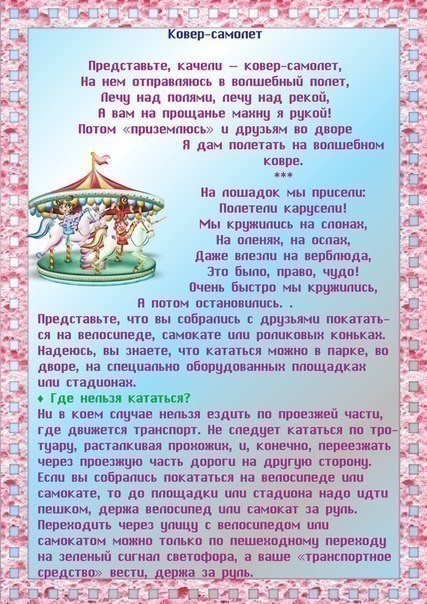 Ковер-самолет
Представьте, качели — ковер-самолет,
На нем отправляюсь в волшебный полет,
Лечу над полями, лечу над рекой,
А вам на прощанье махну я рукой!
Потом «приземлюсь» и друзьям во дворе
Я дам полетать на волшебном
ковре.
***
На лошадок мы присели:
Полетели карусели!
Мы кружились на слонах,
На оленях, на ослах,
Даже влезли на верблюда,
Это было, право, чудо!
Очень быстро мы кружились,
А потом остановились. .
Представьте, что вы собрались с друзьями покатать-
ся на велосипеде, самокате или роликовых коньках.
Надеюсь, вы знаете, что кататься можно в парке, во
дворе, на специально оборудованных площадках
или стадионах.
♦ Где нельзя кататься?
Ни в коем случае нельзя ездить по проезжей части,
где движется транспорт. Не следует кататься по тро-
туару, расталкивая прохожих, и, конечно, переезжать
через проезжую часть дороги на другую сторону.
Если вы собрались покататься на велосипеде или
самокате, то до площадки или стадиона надо идти
пешком, держа велосипед или самокат за руль.
Переходить через улицу с велосипедом или
самокатом можно только по пешеходному переходу
на зеленый сигнал светофора, а ваше «транспортное
средство» вести, держа за руль.